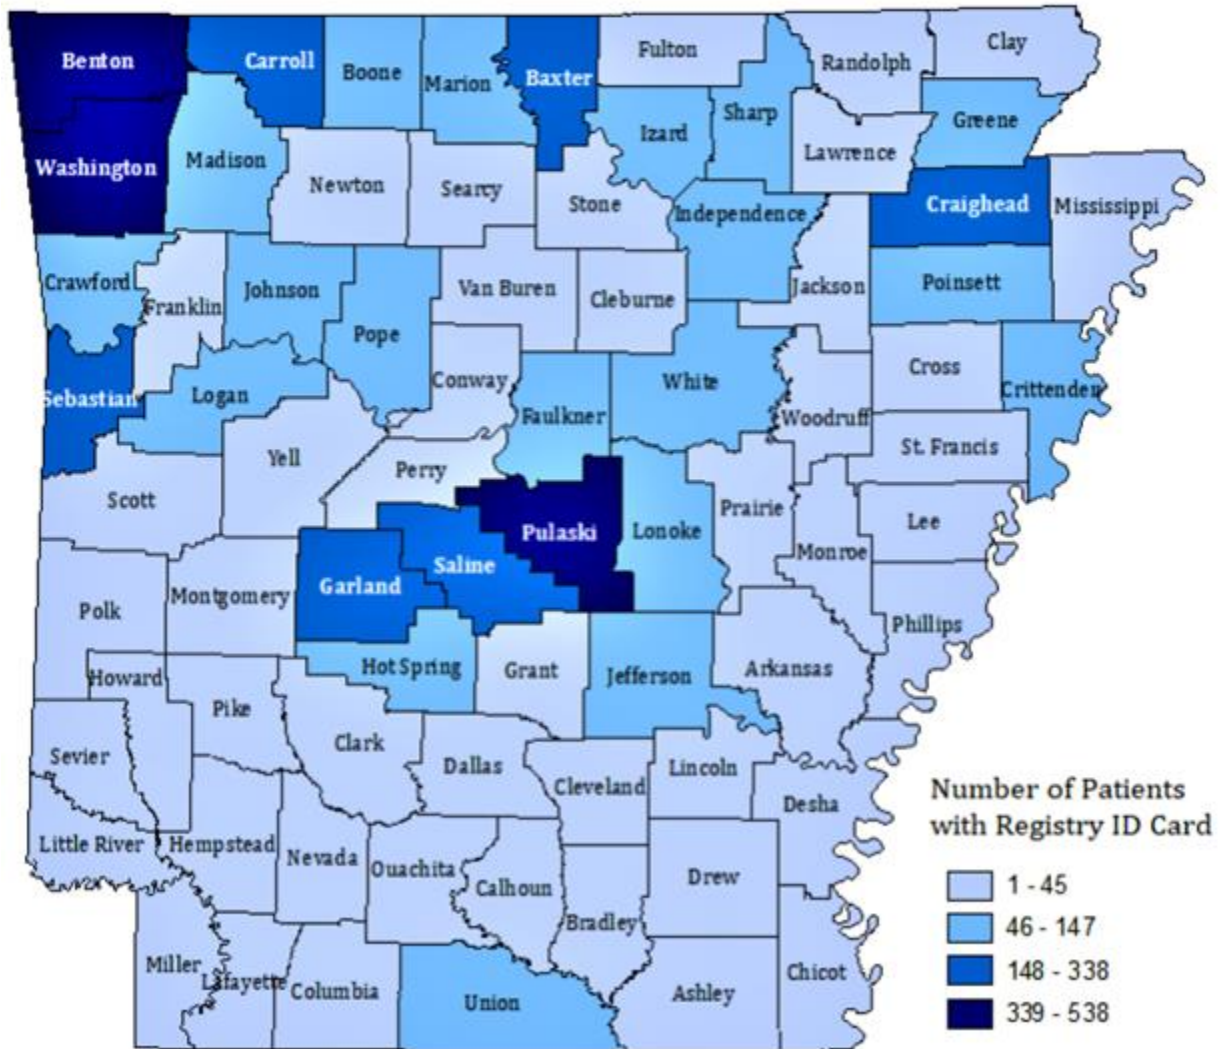 Benton
Carroll
Boone
Marion
Baxter
Fulton
Randolph
Clay
Washington
Madison
Newton
Searcy
Stone
Izard
Sharp
Lawrence
Greene
Independence
Craighead
Mississippi
Crawford
Franklin
Johnson
Pope
Van Buren
Cleburne
Jackson
Poinsett
Sebastian
Logan
Conway
Faulkner
White
Woodruff
Cross
Crittenden
Scott
Yell
Perry
Pulaski
Lonoke
Prairie
Monroe
St. Francis
Lee
Polk
Montgomery
Garland
Saline
Hot Spring
Grant
Jefferson
Arkansas
Phillips
Howard
Pike
Clark
Dallas
Cleveland
Lincoln
Desha
Sevier
Little River
Hempstead
Nevada
Ouachita
Calhoun
Bradley
Drew
Miller
Lafayette
Columbia
Union
Ashley
Chicot
Number of Patients
with Registry ID Card
1 - 45
46 - 147
148 - 338
339 - 538